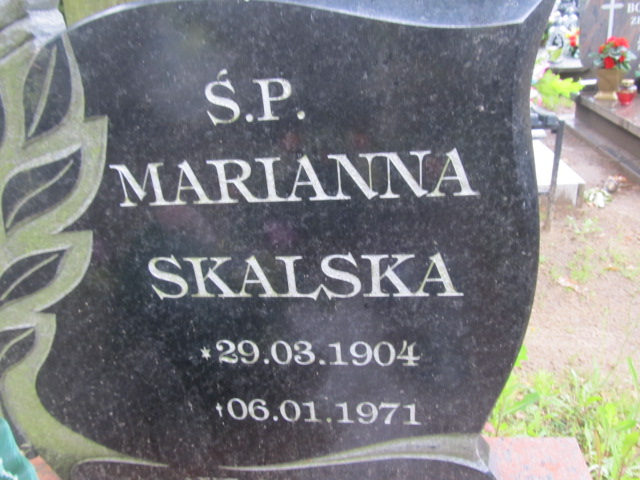 Ś.P.
MARIANNA
SKALSKA
*29.03.1904
†06.01.1971